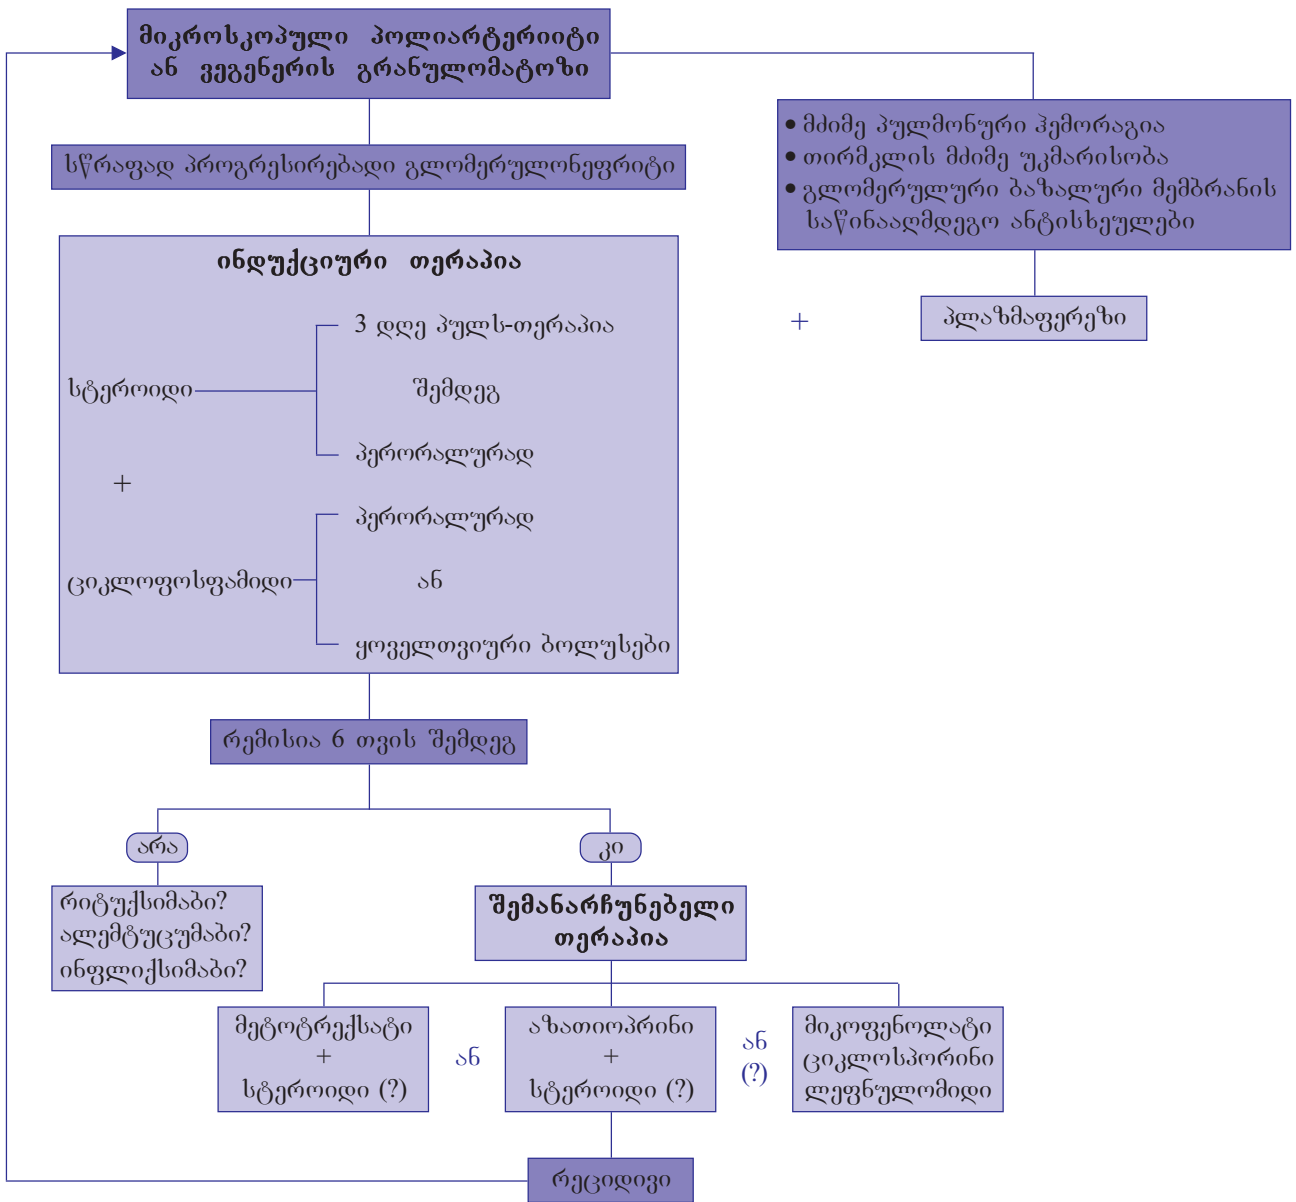 მიკროსკოპული პოლიარტერიიტი
ან ვეგენერის გრანულომატოზი
• მძიმე პულმონური ჰემორაგია
• თირმკლის მძიმე უკმარისობა
• გლომერულური ბაზალური მემბრანის
საწინააღმდეგო ანტისხეულები
სწრაფად პროგრესირებადი გლომერულონეფრიტი
ინდუქციური თერაპია
3 დღე პულს-თერაპია
სტეროიდი
შემდეგ
პერორალურად
+
პერორალურად
ციკლოფოსფამიდი
ან
ყოველთვიური ბოლუსები
+
პლაზმაფერეზი
რემისია 6 თვის შემდეგ
არა
კი
რიტუქსიმაბი?
ალემტუცუმაბი?
ინფლიქსიმაბი?
შემანარჩუნებელი
თერაპია
მეტოტრექსატი
+
სტეროიდი (?)
ან
აზათიოპრინი
+
სტეროიდი (?)
ან
(?)
მიკოფენოლატი
ციკლოსპორინი
ლეფნულომიდი
რეციდივი